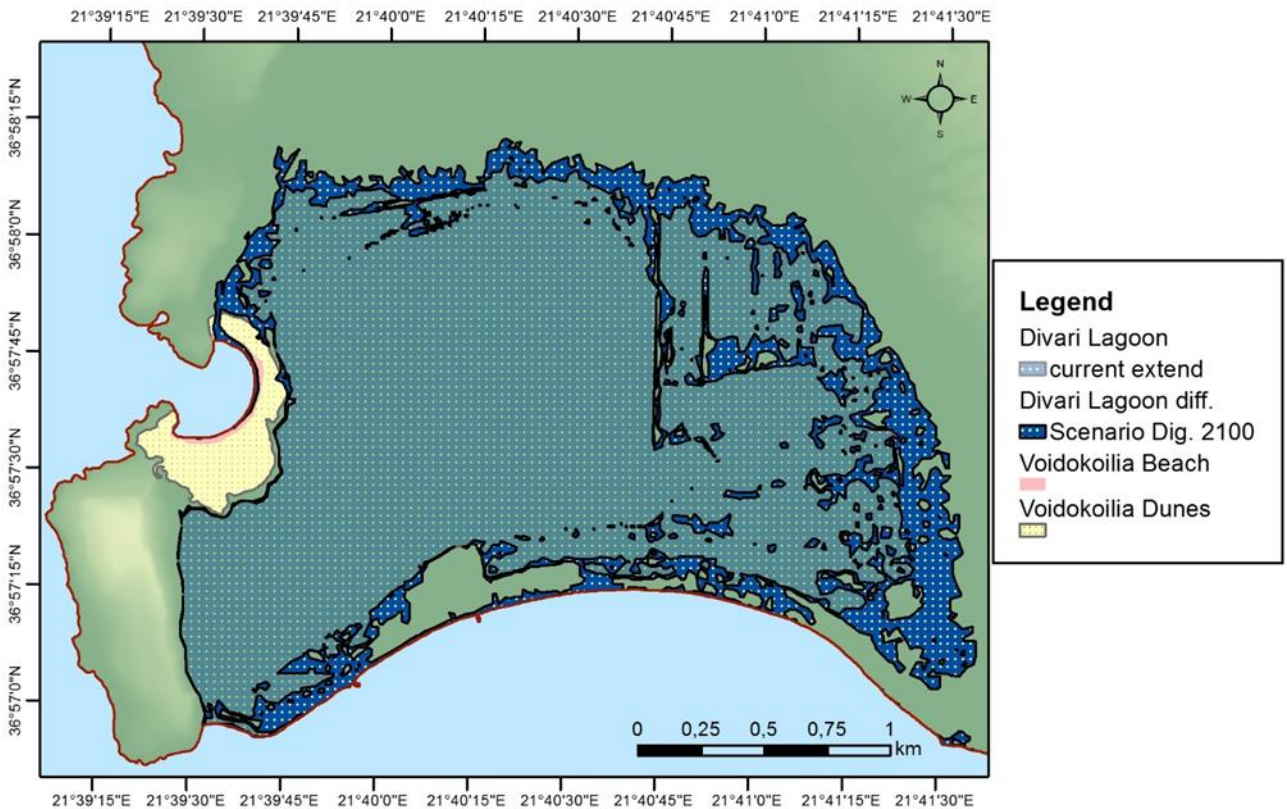 21°39'15"E 21°39'30"E 21°39'45"E 21°40'0"E 21°40'15"E 21°40'30"E 21°40'45"E 21°41'0"E 21°41'15"E 21°41'30"E
N
W E
S
36°58'15"N
36°58'0"N
36°57'45"N
36°57'30"N
36°57'15"N
36°57'0"N
Legend
Divari Lagoon
current extend
Divari Lagoon diff.
Scenario Dig. 2100
Voidokoilia Beach
Voidokoilia Dunes
0 0,25 0,5 0,75 1
km
21°39'15"E 21°39'30"E 21°39'45"E 21°40'0"E 21°40'15"E 21°40'30"E 21°40'45"E 21°41'0"E 21°41'15"E 21°41'30"E